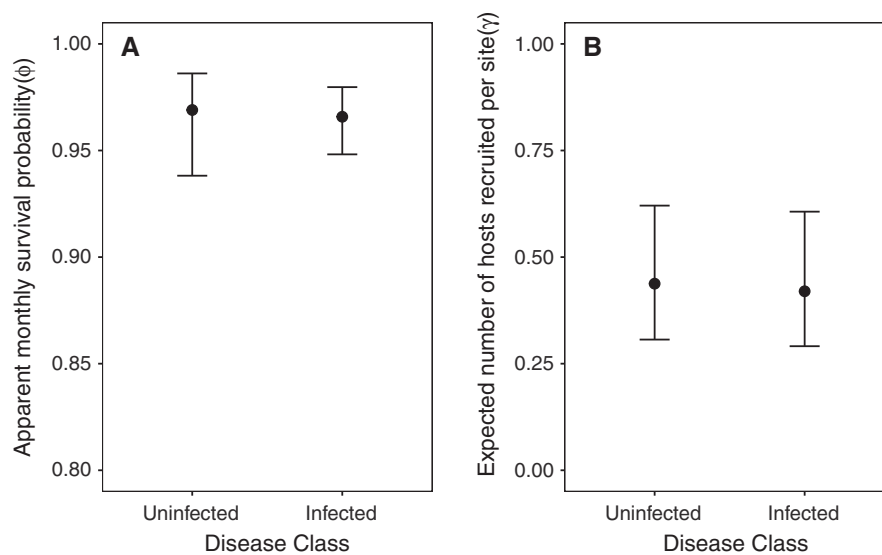 A
Apparent monthly survival probability(ϕ)
1.00
0.95
0.90
0.85
0.80
Uninfected Infected
Disease Class
B
Expected number of hosts recruited per site(γ)
1.00
0.75
0.50
0.25
0.00
Uninfected Infected
Disease Class